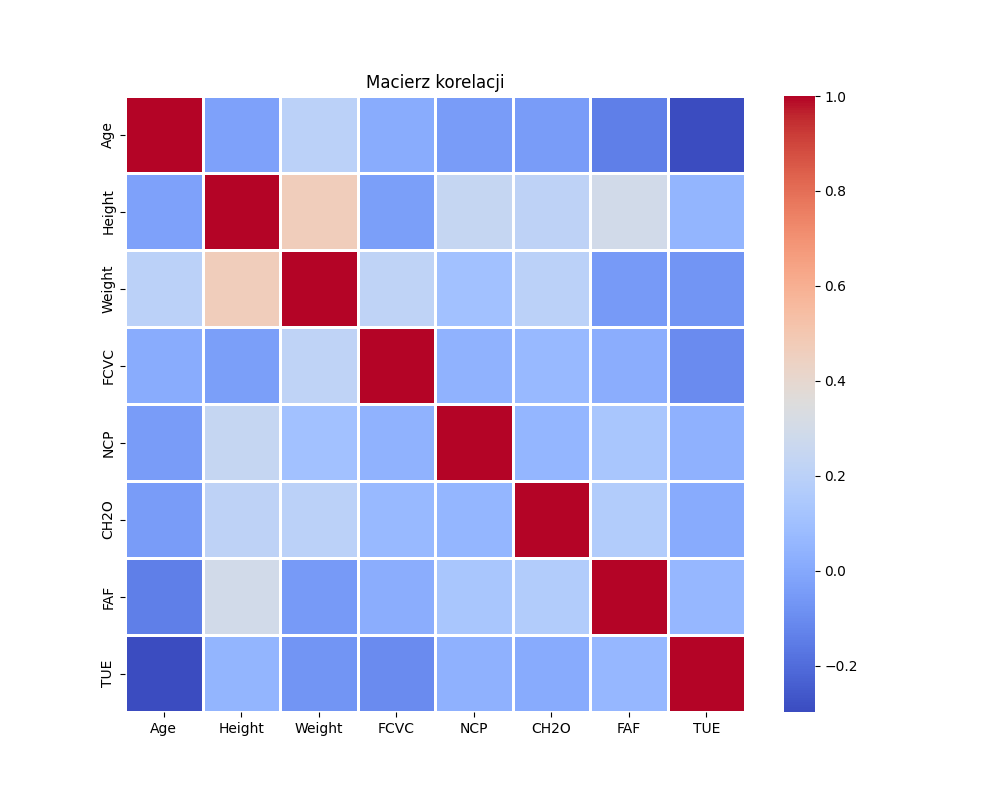 Macierz korelacji
Age
Height
Weight
FCVC
NCP
CH2O
FAF
TUE
Age Height Weight FCVC NCP CH2O FAF TUE
1.0
0.8
0.6
0.4
0.2
0.0
−0.2